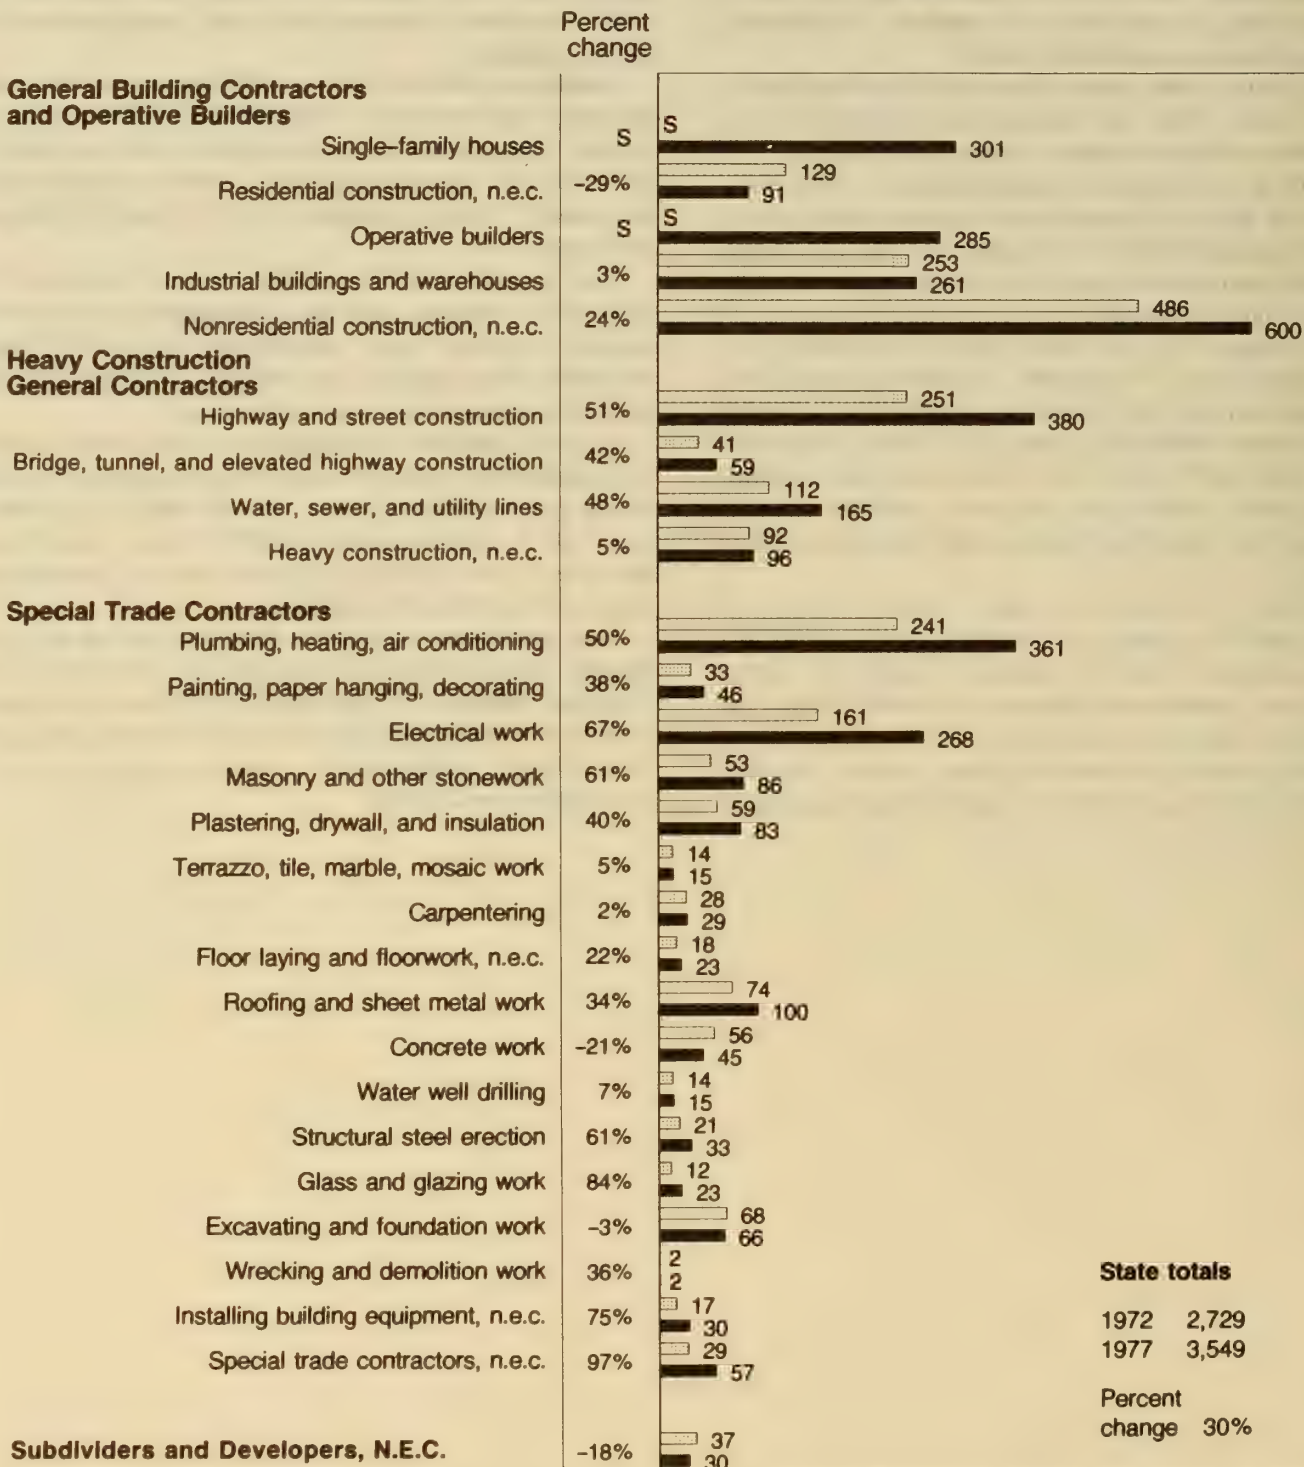 Percent
change
General Building Contractors
and Operative Builders
Single-family houses S S 301
Residential construction, n.e.c. -29% 129 91
Operative builders S S 285
Industrial buildings and warehouses 3% 253 261
Nonresidential construction, n.e.c. 24% 486 600
Heavy Construction
General Contractors
Highway and street construction 51% 251 380
Bridge, tunnel, and elevated highway construction 42% 41 59
Water, sewer, and utility lines 48% 112 165
Heavy construction, n.e.c. 5% 92 96
Special Trade Contractors
Plumbing, heating, air conditioning 50% 241 361
Painting, paper hanging, decorating 38% 33 46
Electrical work 67% 161 268
Masonry and other stonework 61% 53 86
Plastering, drywall, and insulation 40% 59 83
Terrazzo, tile, marble, mosaic work 5% 14 15
Carpentering 2% 28 29
Floor laying and floorwork, n.e.c. 22% 18 23
Roofing and sheet metal work 34% 74 100
Concrete work -21% 56 45
Water well drilling 7% 14 15
Structural steel erection 61% 21 33
Glass and glazing work 84% 12 23
Excavating and foundation work -3% 68 66
Wrecking and demolition work 36% 2 2
Installing building equipment, n.e.c. 75% 17 30
Special trade contractors, n.e.c. 97% 29 57
Subdividers and Developers, N.E.C. -18% 37 30
State totals
1972 2,729
1977 3,549
Percent
change 30%